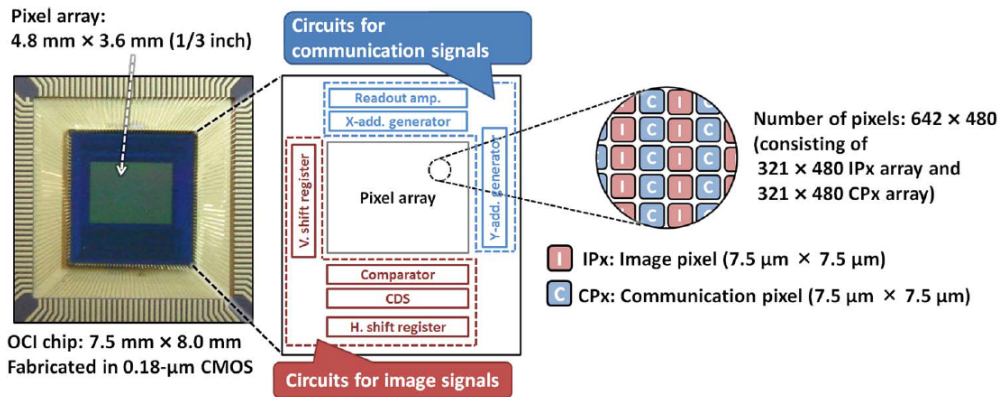 Pixel array:
4.8 mm × 3.6 mm (1/3 inch)
OCI chip: 7.5 mm × 8.0 mm
Fabricated in 0.18-μm CMOS
Circuits for
communication signals
Readout amp.
X-add. generator
Y-add. generator
V. shift register
Pixel array
Comparator
CDS
H. shift register
Circuits for image signals
C I C
I C I C
I C I C
I C I C
C I C
Number of pixels: 642 × 480
(consisting of
321 × 480 IPx array and
321 × 480 CPx array)
I IPx: Image pixel (7.5 μm × 7.5 μm)
C CPx: Communication pixel (7.5 μm × 7.5 μm)